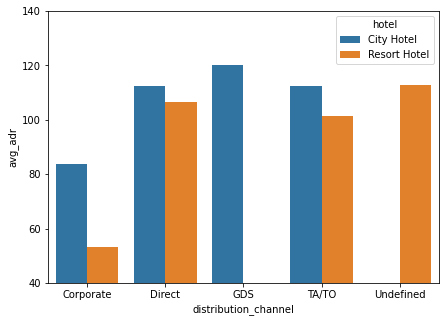 hotel
City Hotel
Resort Hotel
avg_adr
140
120
100
80
60
40
Corporate
Direct
GDS
TA/TO
Undefined
distribution_channel